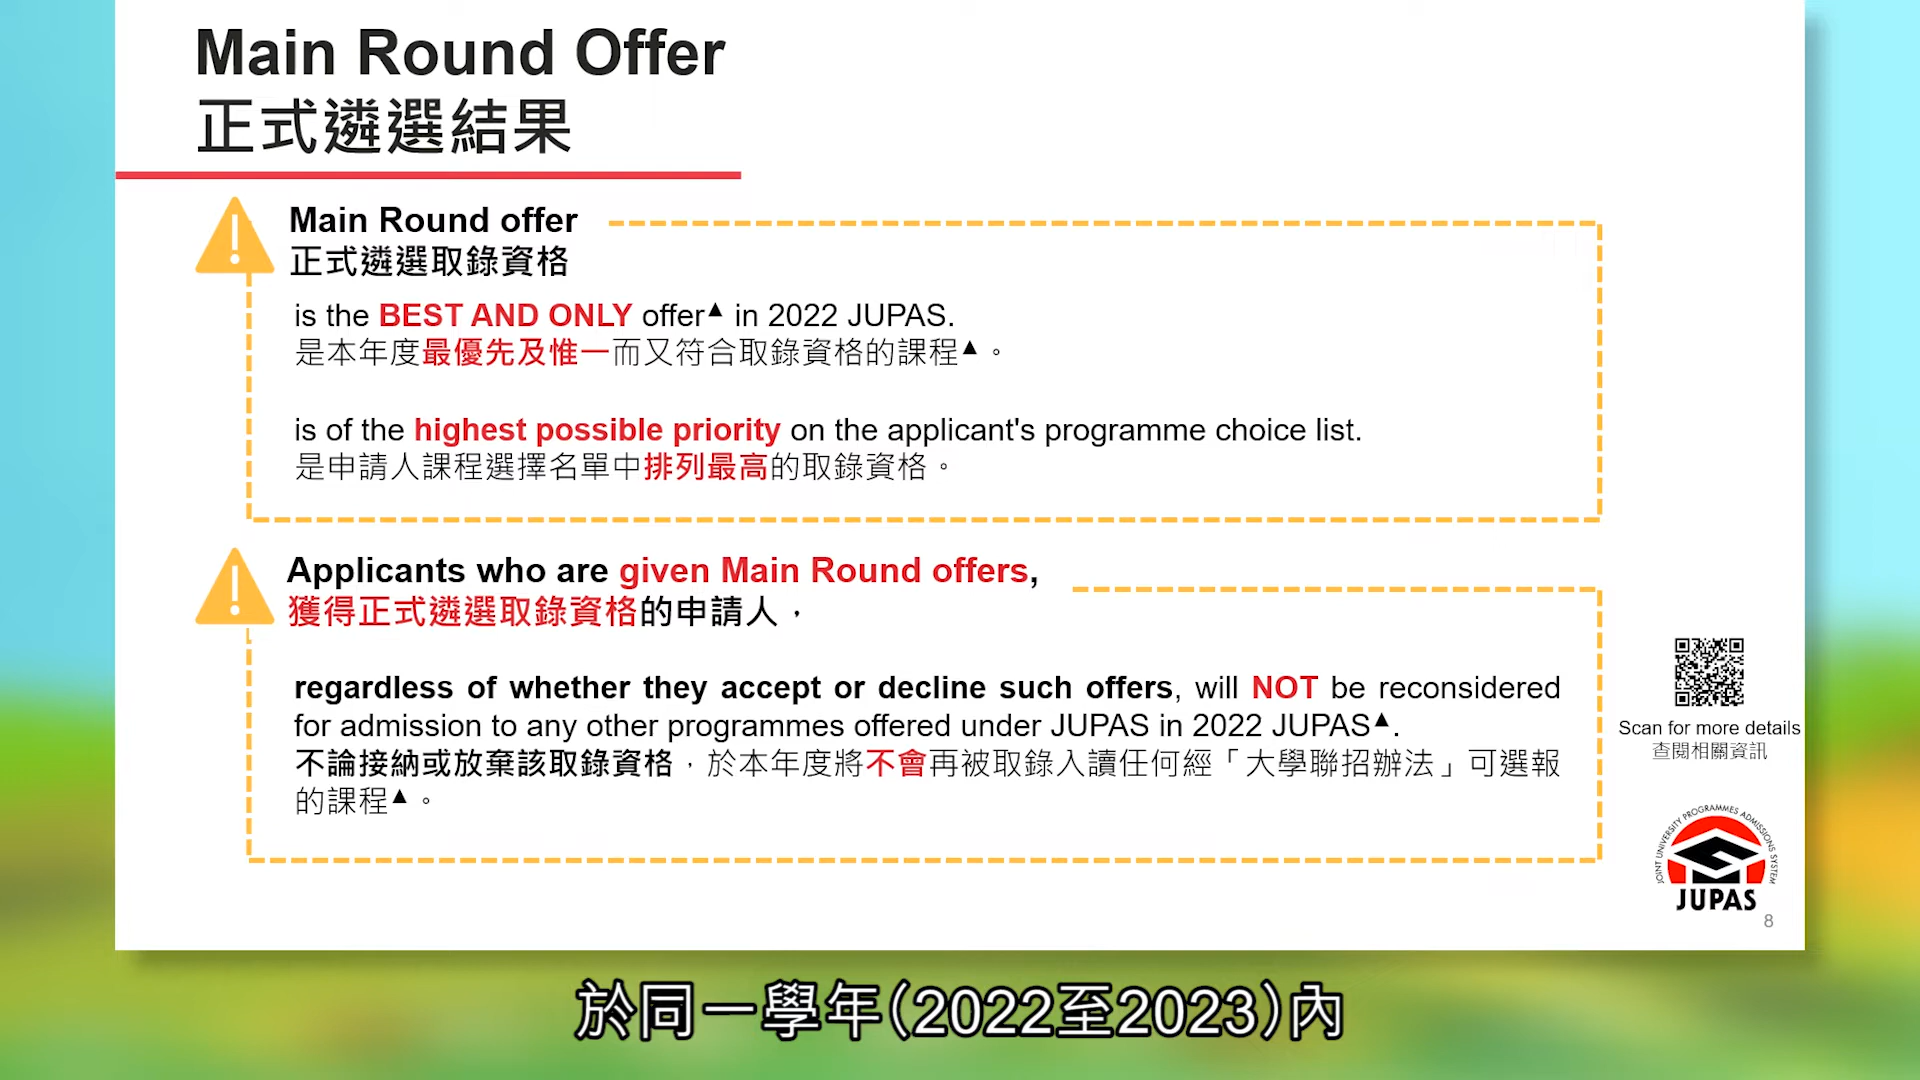 Main Round Offer
正式遴選結果
Main Round offer
正式遴選取錄資格
is the BEST AND ONLY offer▲ in 2022 JUPAS.
是本年度最優先及惟一而又符合取錄資格的課程▲。
is of the highest possible priority on the applicant's programme choice list.
是申請人課程選擇名單中排列最高的取錄資格。
Applicants who are given Main Round offers,
獲得正式遴選取錄資格的申請人，
regardless of whether they accept or decline such offers, will NOT be reconsidered
for admission to any other programmes offered under JUPAS in 2022 JUPAS▲.
不論接納或放棄該取錄資格，於本年度將不會再被取錄入讀任何經「大學聯招辦法」可選報
的課程▲。
Scan for more details
查閱相關資訊
JOINT UNIVERSITY PROGRAMMES ADMISSIONS SYSTEM
JUPAS
8
於同一學年(2022至2023)內